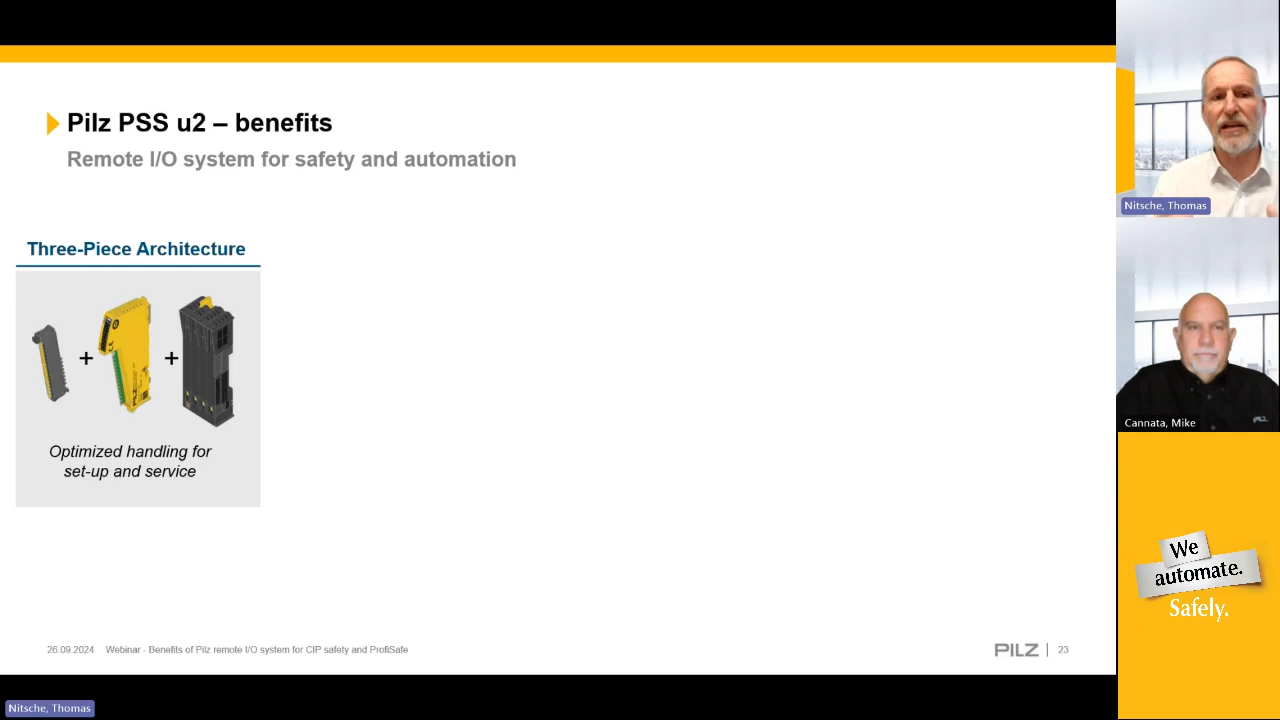 Pilz PSS u2 – benefits
Remote I/O system for safety and automation
Three-Piece Architecture
+
+
Optimized handling for
set-up and service
26.09.2024 Webinar - Benefits of Pilz remote I/O system for CIP safety and ProfiSafe
PILZ | 23
Nitsche, Thomas
Nitsche, Thomas
Cannata, Mike
We
automate.
Safely.